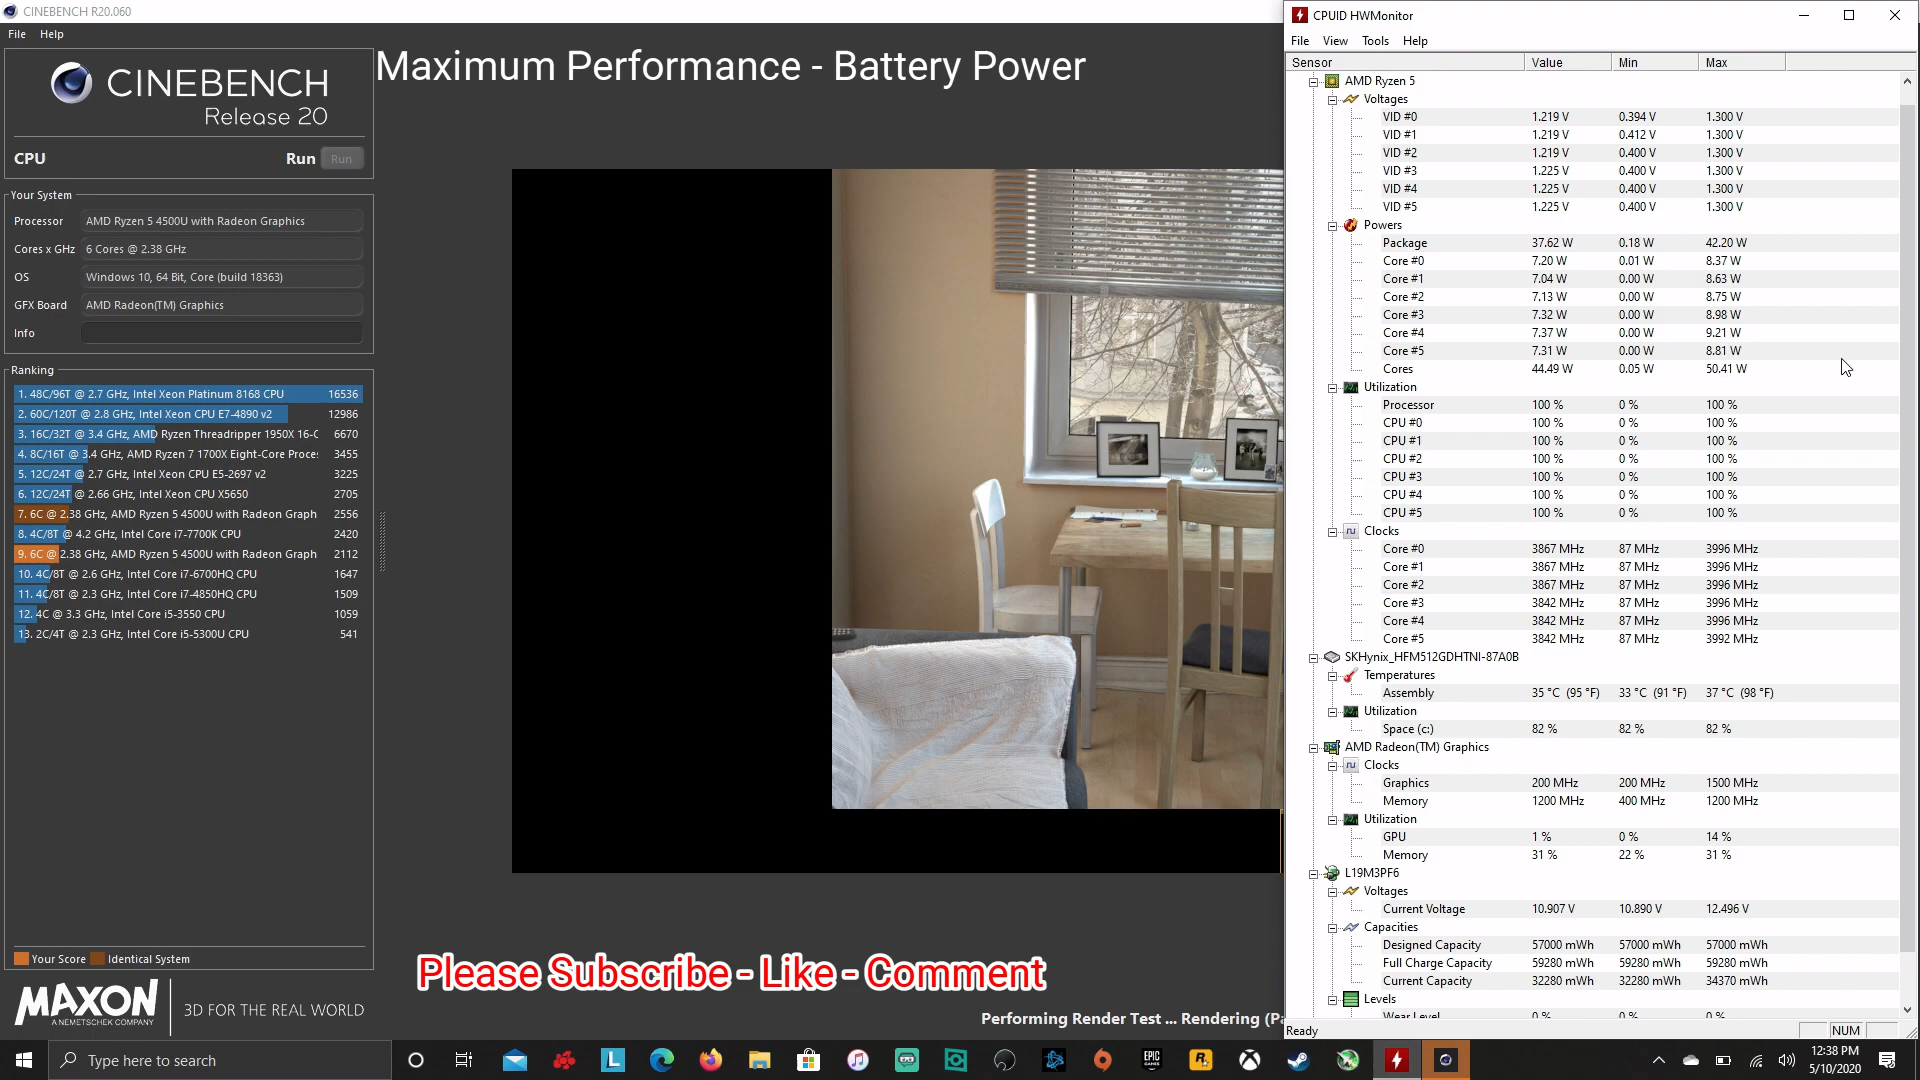 CINEBENCH R20.060
File Help
CINEBENCH
Release 20
Maximum Performance - Battery Power
CPU Run Run
Your System
Processor AMD Ryzen 5 4500U with Radeon Graphics
Cores x GHz 6 Cores @ 2.38 GHz
OS Windows 10, 64 Bit, Core (build 18363)
GFX Board AMD Radeon(TM) Graphics
Info
Ranking
1. 48C/96T @ 2.7 GHz, Intel Xeon Platinum 8168 CPU 16536
2. 60C/120T @ 2.8 GHz, Intel Xeon CPU E7-4890 v2 12986
3. 16C/32T @ 3.4 GHz, AMD Ryzen Threadripper 1950X 16-C 6670
4. 8C/16T @ 3.4 GHz, AMD Ryzen 7 1700X Eight-Core Proce: 3455
5. 12C/24T @ 2.7 GHz, Intel Xeon CPU E5-2697 v2 3225
6. 12C/24T @ 2.66 GHz, Intel Xeon CPU X5650 2705
7. 6C @ 2.38 GHz, AMD Ryzen 5 4500U with Radeon Graph 2556
8. 4C/8T @ 4.2 GHz, Intel Core i7-7700K CPU 2420
9. 6C @ 2.38 GHz, AMD Ryzen 5 4500U with Radeon Graph 2112
10. 4C/8T @ 2.6 GHz, Intel Core i7-6700HQ CPU 1647
11. 4C/8T @ 2.3 GHz, Intel Core i7-4850HQ CPU 1509
12. 4C @ 3.3 GHz, Intel Core i5-3550 CPU 1059
13. 2C/4T @ 2.3 GHz, Intel Core i5-5300U CPU 541
Your Score Identical System
MAXON
A NEMETSCHEK COMPANY
3D FOR THE REAL WORLD
Please Subscribe - Like - Comment
Performing Render Test ... Rendering (Pa
CPUID HWMonitor
File View Tools Help
Sensor Value Min Max
AMD Ryzen 5
Voltages
VID #0 1.219 V 0.394 V 1.300 V
VID #1 1.219 V 0.412 V 1.300 V
VID #2 1.219 V 0.400 V 1.300 V
VID #3 1.225 V 0.400 V 1.300 V
VID #4 1.225 V 0.400 V 1.300 V
VID #5 1.225 V 0.400 V 1.300 V
Powers
Package 37.62 W 0.18 W 42.20 W
Core #0 7.20 W 0.01 W 8.37 W
Core #1 7.04 W 0.00 W 8.63 W
Core #2 7.13 W 0.00 W 8.75 W
Core #3 7.32 W 0.00 W 8.98 W
Core #4 7.37 W 0.00 W 9.21 W
Core #5 7.31 W 0.00 W 8.81 W
Cores 44.49 W 0.05 W 50.41 W
Utilization
Processor 100 % 0 % 100 %
CPU #0 100 % 0 % 100 %
CPU #1 100 % 0 % 100 %
CPU #2 100 % 0 % 100 %
CPU #3 100 % 0 % 100 %
CPU #4 100 % 0 % 100 %
CPU #5 100 % 0 % 100 %
Clocks
Core #0 3867 MHz 87 MHz 3996 MHz
Core #1 3867 MHz 87 MHz 3996 MHz
Core #2 3867 MHz 87 MHz 3996 MHz
Core #3 3842 MHz 87 MHz 3996 MHz
Core #4 3842 MHz 87 MHz 3996 MHz
Core #5 3842 MHz 87 MHz 3992 MHz
SKHynix_HFM512GDHTNI-87A0B
Temperatures
Assembly 35 °C (95 °F) 33 °C (91 °F) 37 °C (98 °F)
Utilization
Space (c:) 82 % 82 % 82 %
AMD Radeon(TM) Graphics
Clocks
Graphics 200 MHz 200 MHz 1500 MHz
Memory 1200 MHz 400 MHz 1200 MHz
Utilization
GPU 1 % 0 % 14 %
Memory 31 % 22 % 31 %
L19M3PF6
Voltages
Current Voltage 10.907 V 10.890 V 12.496 V
Capacities
Designed Capacity 57000 mWh 57000 mWh 57000 mWh
Full Charge Capacity 59280 mWh 59280 mWh 59280 mWh
Current Capacity 32280 mWh 32280 mWh 34370 mWh
Levels
Wear Level 0 % 0 % 0 %
Ready NUM
Type here to search
L
EPIC GAMES
R
12:38 PM
5/10/2020